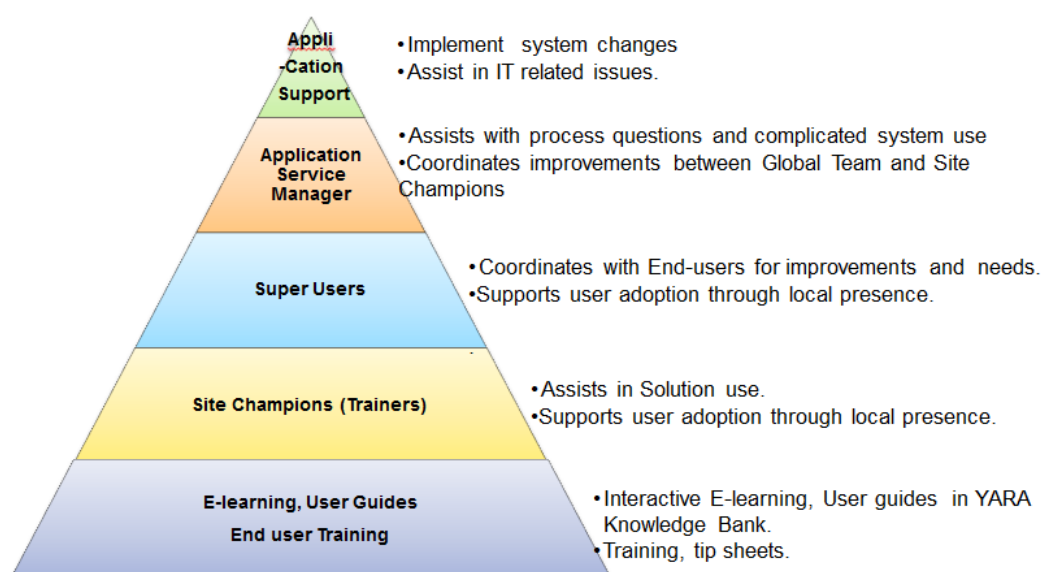 Appli
-Cation
Support
•Implement system changes
•Assist in IT related issues.
Application
Service
Manager
•Assists with process questions and complicated system use
•Coordinates improvements between Global Team and Site
Champions
Super Users
•Coordinates with End-users for improvements and needs.
•Supports user adoption through local presence.
Site Champions (Trainers)
•Assists in Solution use.
•Supports user adoption through local presence.
E-learning, User Guides
End user Training
•Interactive E-learning, User guides in YARA
Knowledge Bank.
•Training, tip sheets.